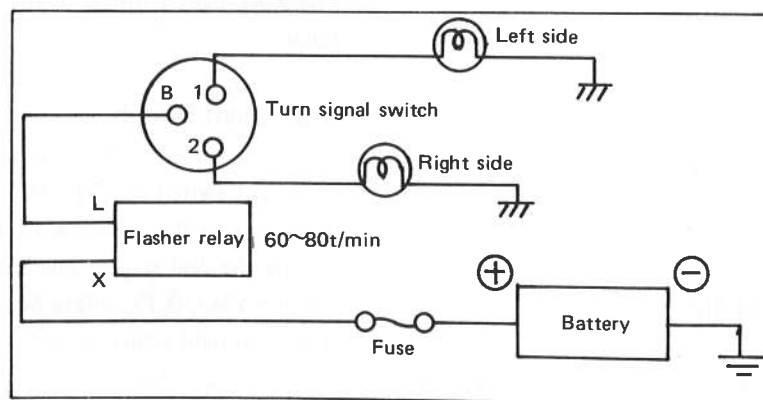 Left side
B
1
Turn signal switch
2
Right side
L
Flasher relay
60~80t/min
X
+
−
Battery
Fuse